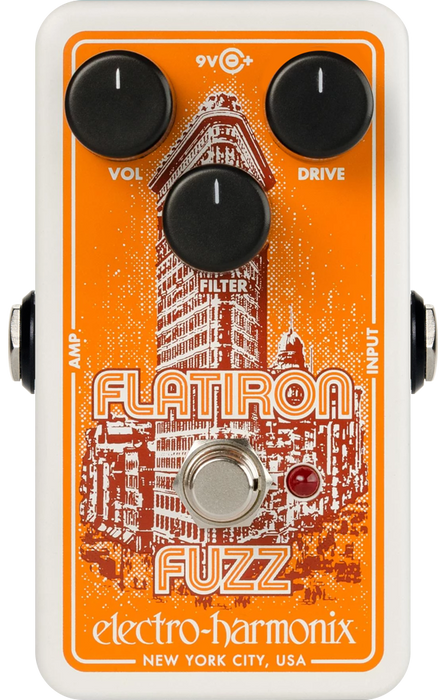 9V +
VOL
DRIVE
FILTER
AMP
INPUT
FLATIRON
FUZZ
electro-harmonix
NEW YORK CITY, USA